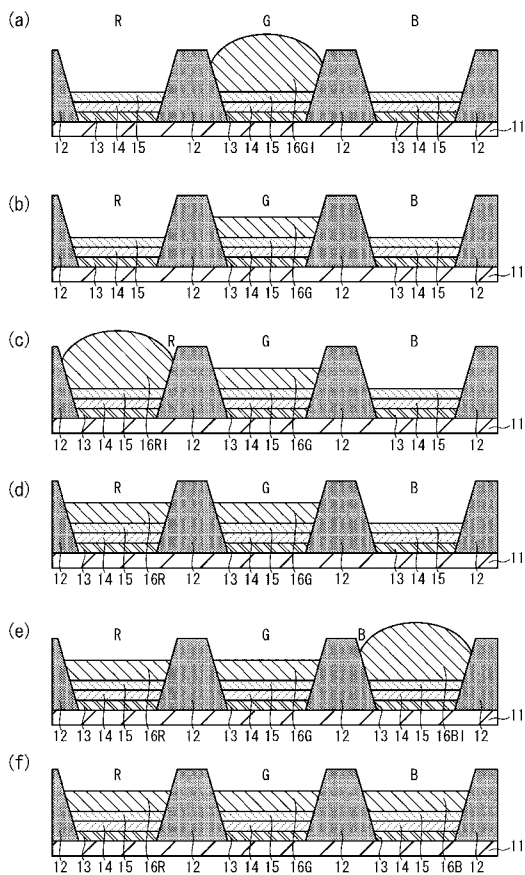 (a) R G B
11
12 13 14 15 12 13 14 15 16GI 12 13 14 15 12
(b) R G B
11
12 13 14 15 12 13 14 15 16G 12 13 14 15 12
(c) R G B
11
12 13 14 15 16RI 12 13 14 15 16G 12 13 14 15 12
(d) R G B
11
12 13 14 15 16R 12 13 14 15 16G 12 13 14 15 12
(e) R G B
11
12 13 14 15 16R 12 13 14 15 16G 12 13 14 15 16BI 12
(f) R G B
11
12 13 14 15 16R 12 13 14 15 16G 12 13 14 15 16B 12